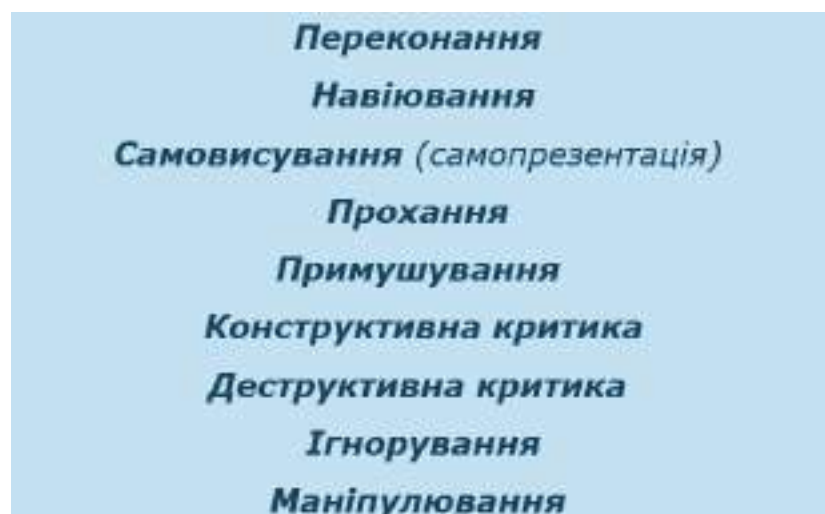 Переконання
Навіювання
Самовисування (самопрезентація)
Прохання
Примушування
Конструктивна критика
Деструктивна критика
Ігнорування
Маніпулювання